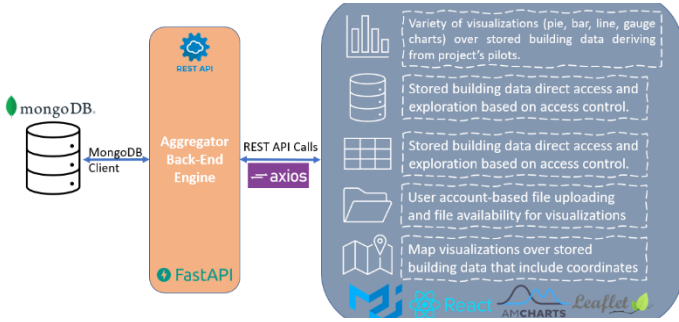 mongoDB.
MongoDB
Client
REST API
Aggregator
Back-End
Engine
FastAPI
REST API Calls
axios
Variety of visualizations (pie, bar, line, gauge
charts) over stored building data deriving
from project's pilots.
Stored building data direct access and
exploration based on access control.
Stored building data direct access and
exploration based on access control.
User account-based file uploading
and file availability for visualizations
Map visualizations over stored
building data that include coordinates
React
AMCHARTS
Leaflet